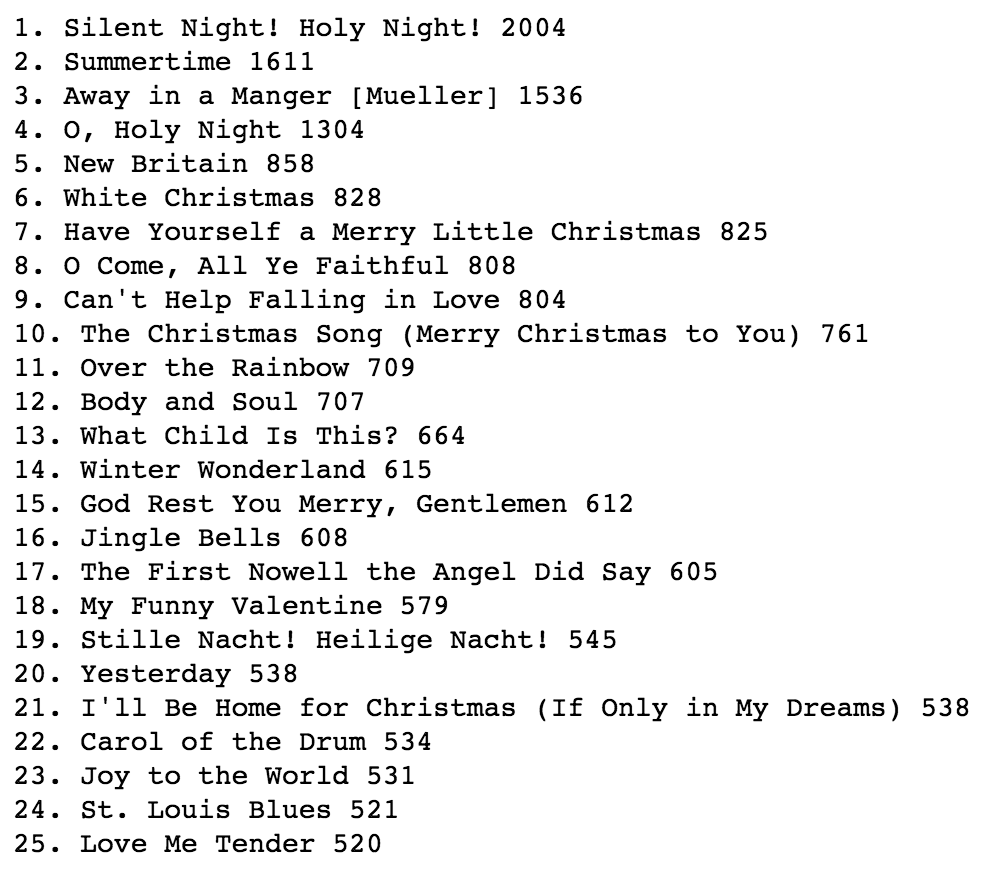 1. Silent Night! Holy Night! 2004
2. Summertime 1611
3. Away in a Manger [Mueller] 1536
4. O, Holy Night 1304
5. New Britain 858
6. White Christmas 828
7. Have Yourself a Merry Little Christmas 825
8. O Come, All Ye Faithful 808
9. Can't Help Falling in Love 804
10. The Christmas Song (Merry Christmas to You) 761
11. Over the Rainbow 709
12. Body and Soul 707
13. What Child Is This? 664
14. Winter Wonderland 615
15. God Rest You Merry, Gentlemen 612
16. Jingle Bells 608
17. The First Nowell the Angel Did Say 605
18. My Funny Valentine 579
19. Stille Nacht! Heilige Nacht! 545
20. Yesterday 538
21. I'll Be Home for Christmas (If Only in My Dreams) 538
22. Carol of the Drum 534
23. Joy to the World 531
24. St. Louis Blues 521
25. Love Me Tender 520